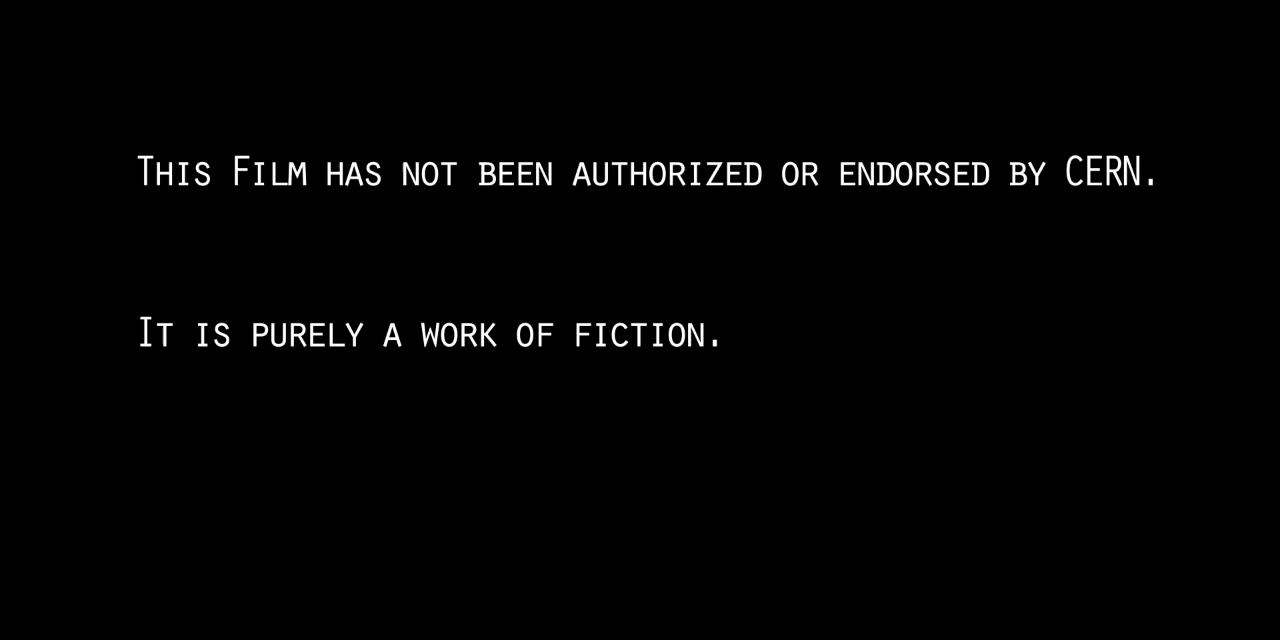 This Film has not been authorized or endorsed by CERN.
It is purely a work of fiction.